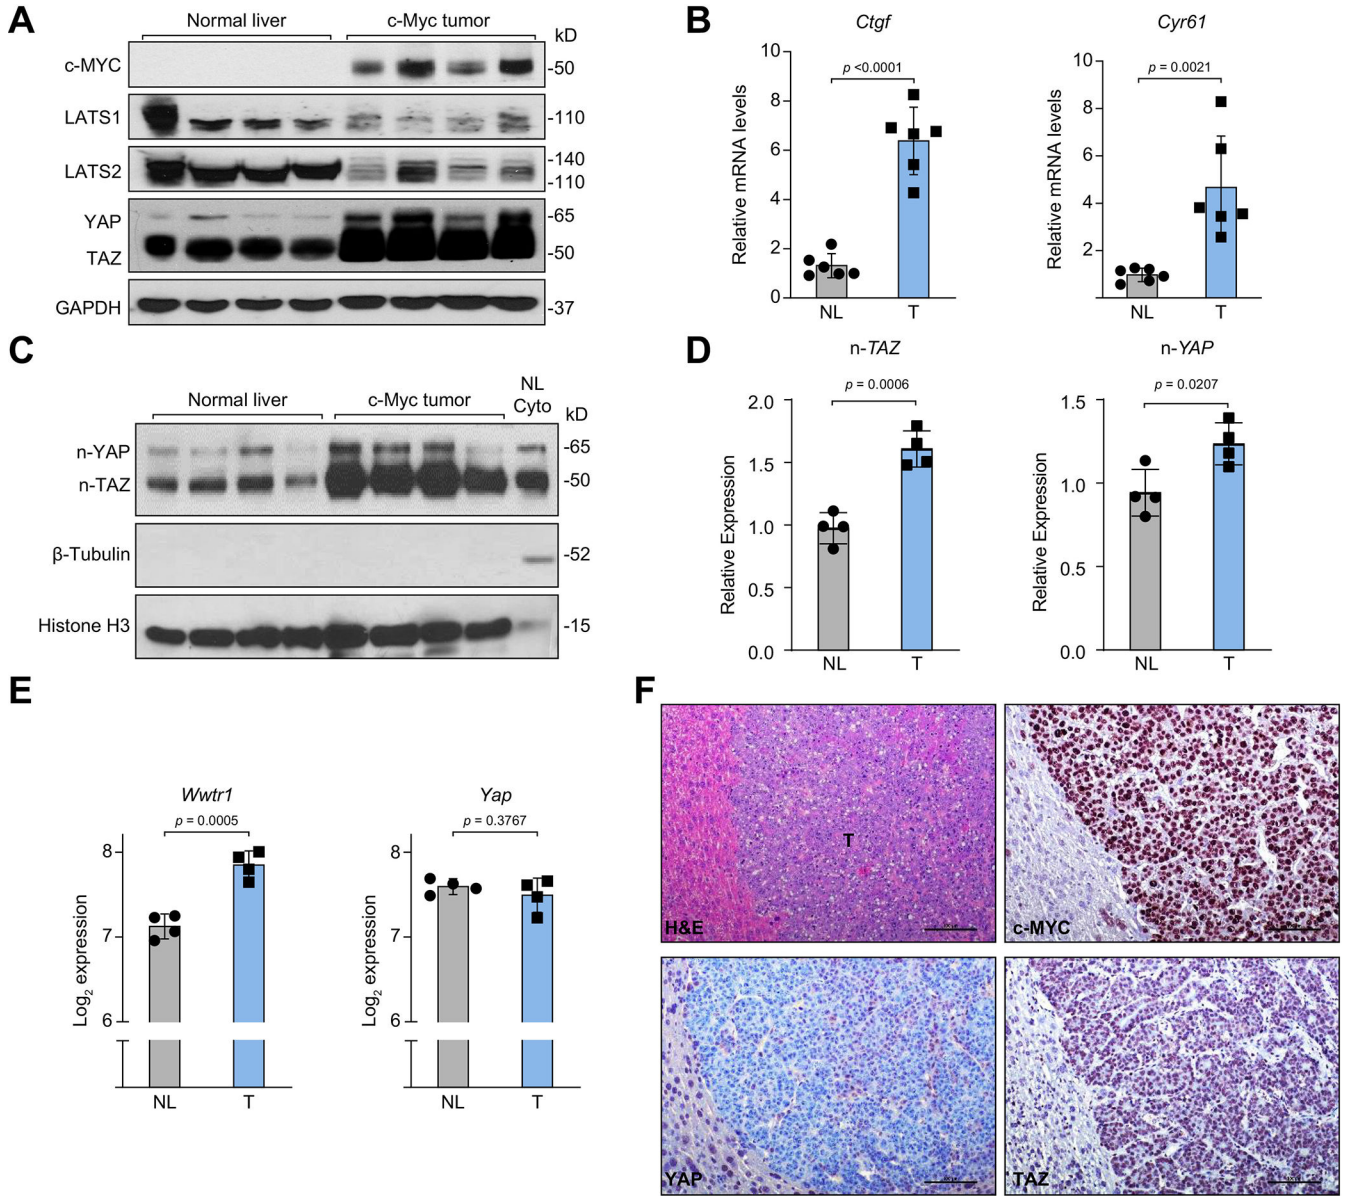 A
Normal liver
c-Myc tumor
kD
c-MYC
-50
LATS1
-110
LATS2
-140
-110
YAP
-65
TAZ
-50
GAPDH
-37
B
Ctgf
Relative mRNA levels
10
8
6
4
2
0
p <0.0001
NL
T
Cyr61
Relative mRNA levels
10
8
6
4
2
p = 0.0021
NL
T
C
Normal liver
c-Myc tumor
NL
Cyto
kD
n-YAP
-65
n-TAZ
-50
β-Tubulin
-52
Histone H3
-15
D
n-TAZ
Relative Expression
2.0
1.5
1.0
0.5
0.0
p = 0.0006
NL
T
n-YAP
Relative Expression
1.5
1.0
0.5
0.0
p = 0.0207
NL
T
E
Wwtr1
p = 0.0005
Log2 expression
8
7
6
NL
T
Yap
p = 0.3767
Log2 expression
8
7
6
NL
T
F
T
H&E
c-MYC
YAP
TAZ